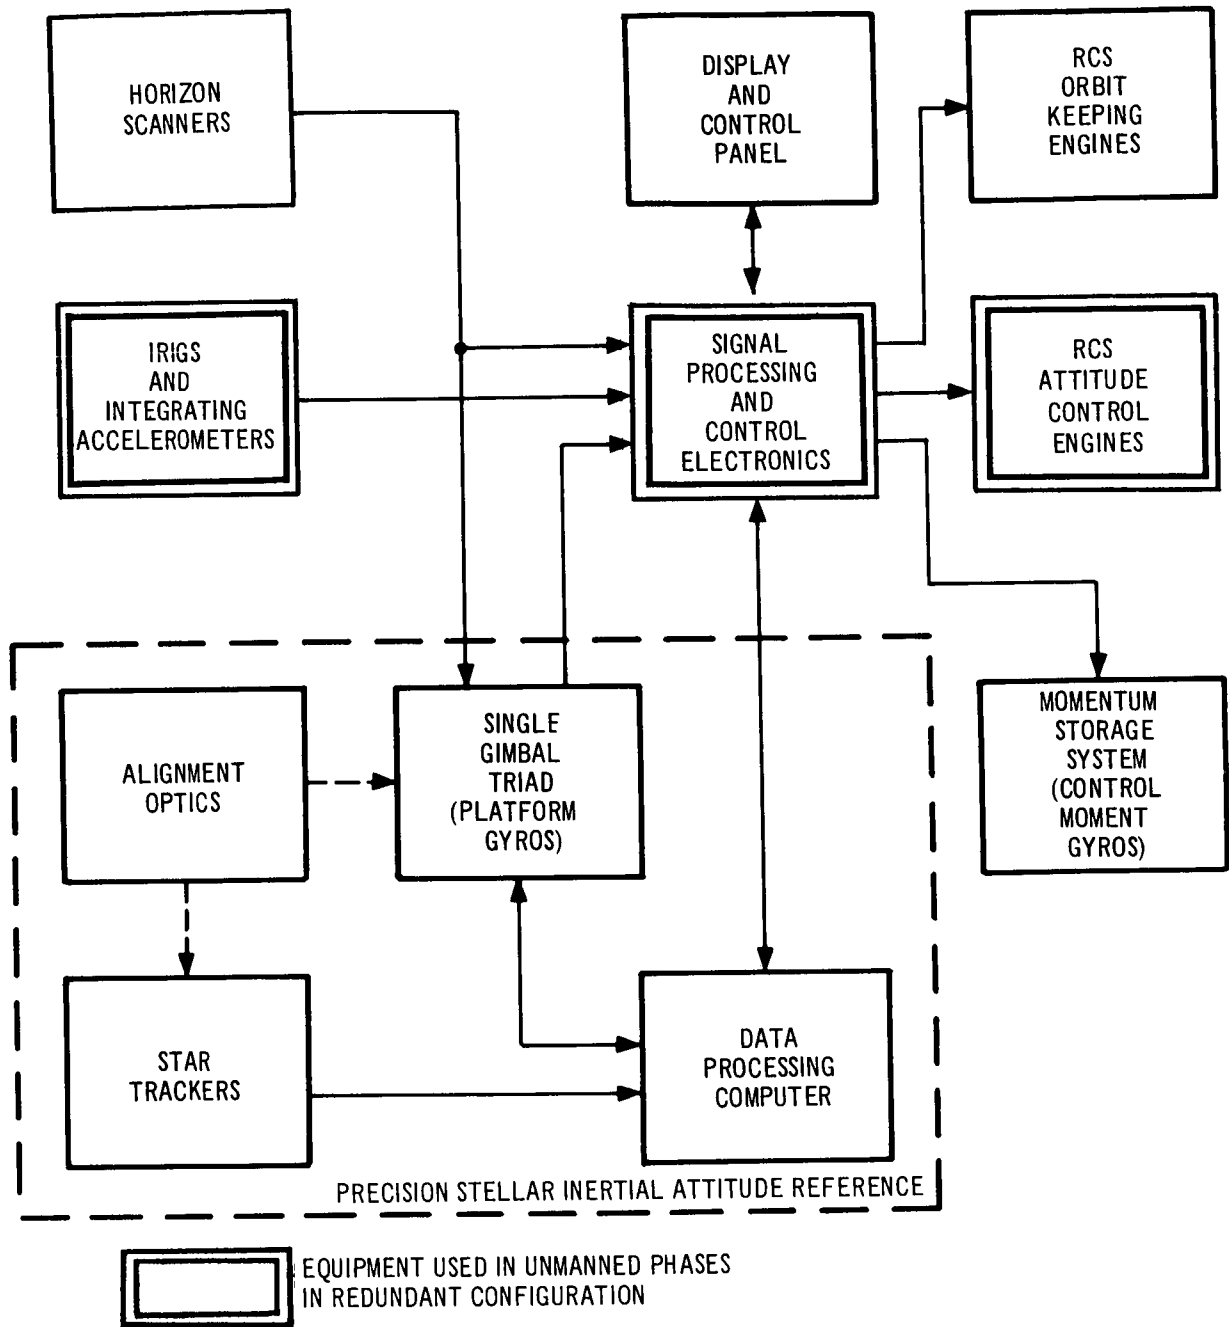 HORIZON
SCANNERS
DISPLAY
AND
CONTROL
PANEL
RCS
ORBIT
KEEPING
ENGINES
IRIGS
AND
INTEGRATING
ACCELEROMETERS
SIGNAL
PROCESSING
AND
CONTROL
ELECTRONICS
RCS
ATTITUDE
CONTROL
ENGINES
ALIGNMENT
OPTICS
SINGLE
GIMBAL
TRIAD
(PLATFORM
GYROS)
MOMENTUM
STORAGE
SYSTEM
(CONTROL
MOMENT
GYROS)
STAR
TRACKERS
DATA
PROCESSING
COMPUTER
PRECISION STELLAR INERTIAL ATTITUDE REFERENCE
EQUIPMENT USED IN UNMANNED PHASES
IN REDUNDANT CONFIGURATION